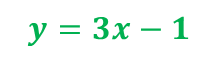 y = 3x − 1